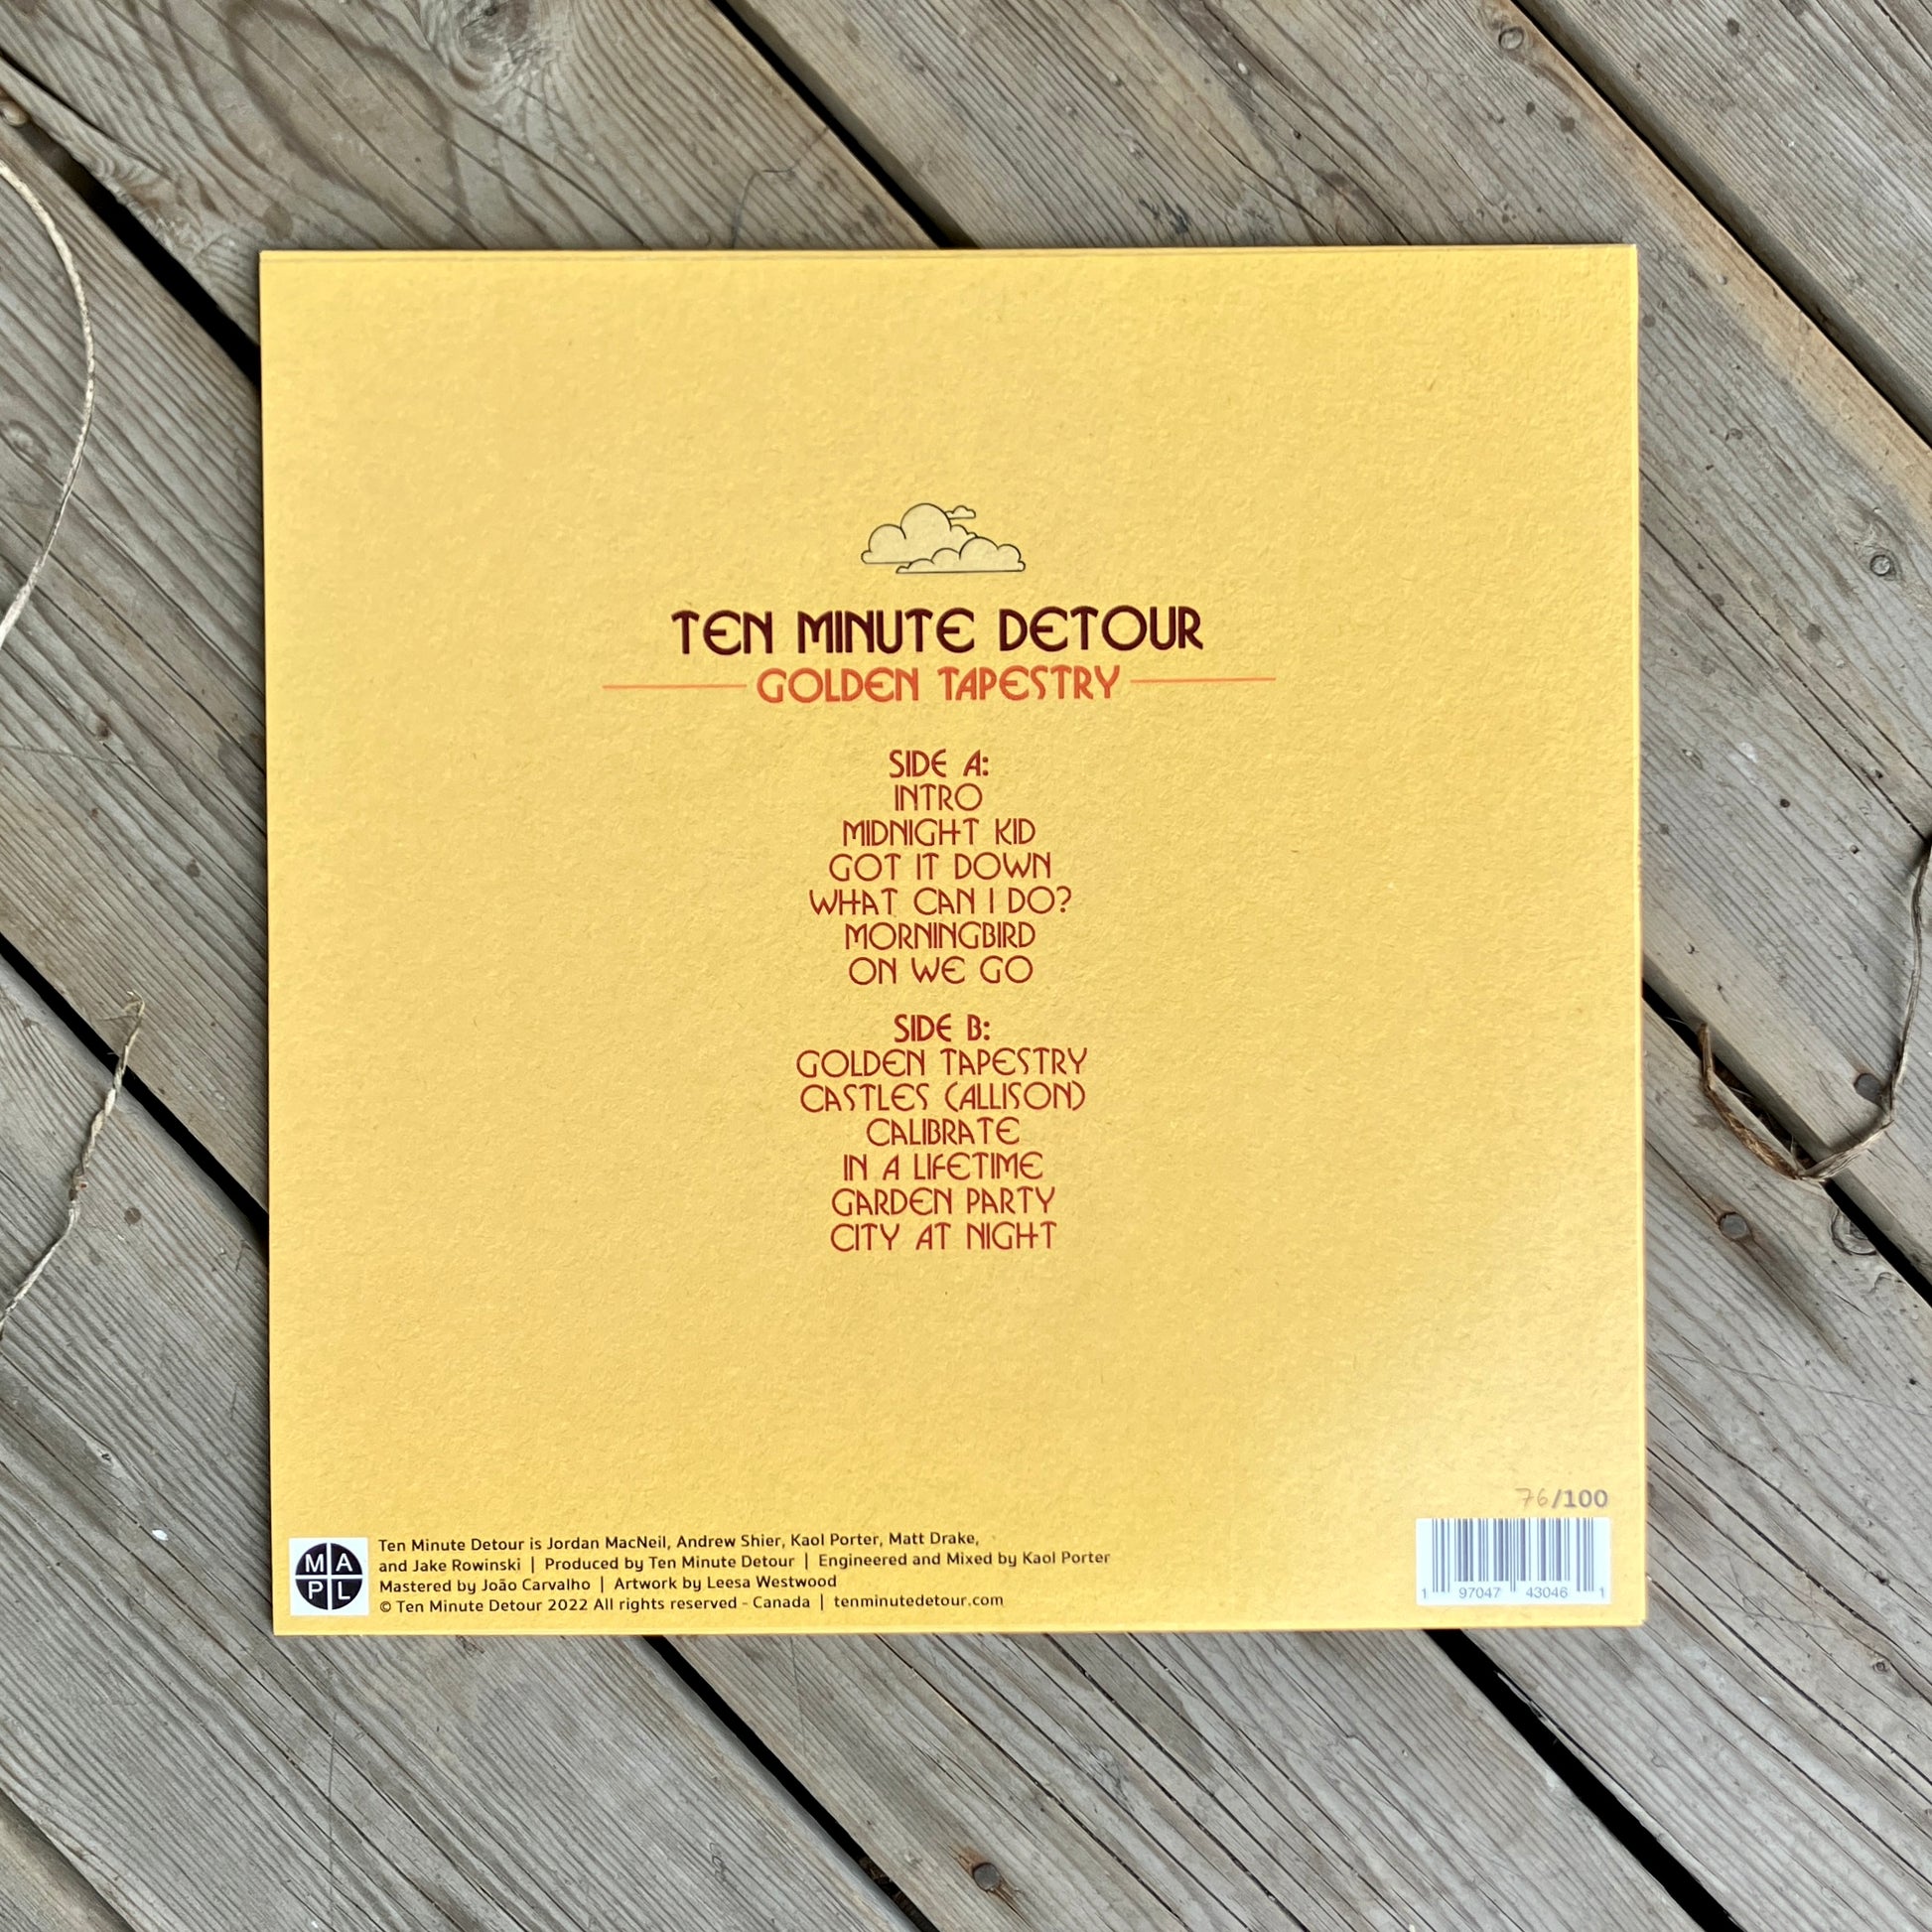 TEN MINUTE DETOUR
GOLDEN TAPESTRY
SIDE A:
INTRO
MIDNIGHT KID
GOT IT DOWN
WHAT CAN I DO?
MORNINGBIRD
ON WE GO
SIDE B:
GOLDEN TAPESTRY
CASTLES (ALLISON)
CALIBRATE
IN A LIFETIME
GARDEN PARTY
CITY AT NIGHT
76/100
M A
P L
Ten Minute Detour is Jordan MacNeil, Andrew Shier, Kaol Porter, Matt Drake,
and Jake Rowinski | Produced by Ten Minute Detour | Engineered and Mixed by Kaol Porter
Mastered by João Carvalho | Artwork by Leesa Westwood
© Ten Minute Detour 2022 All rights reserved - Canada | tenminutedetour.com
1 97047 43046 1